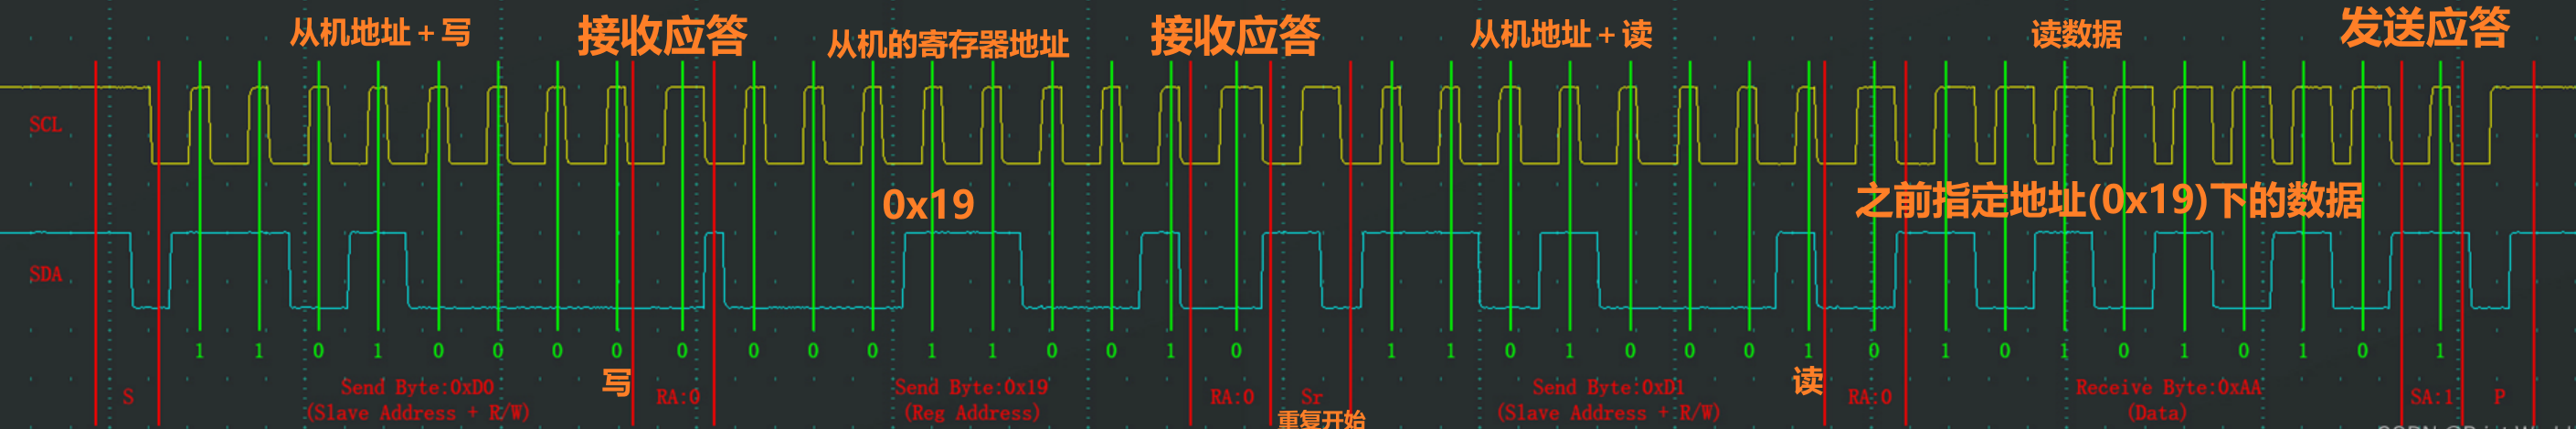 从机地址+写
接收应答
从机的寄存器地址
接收应答
从机地址+读
读数据
发送应答
SCL
0x19
之前指定地址(0x19)下的数据
SDA
1 1 0 1 0 0 0 0 0 0 0 0 1 1 0 0 1 0 1 1 0 1 0 0 0 1 0 1 0 1 0 1 0 1 0 1
S
Send Byte:0xD0
(Slave Address + R/W)
写
RA:0
Send Byte:0x19
(Reg Address)
RA:0
Sr
重复开始
Send Byte:0xD1
(Slave Address + R/W)
读
RA:0
Receive Byte:0xAA
(Data)
SA:1
P